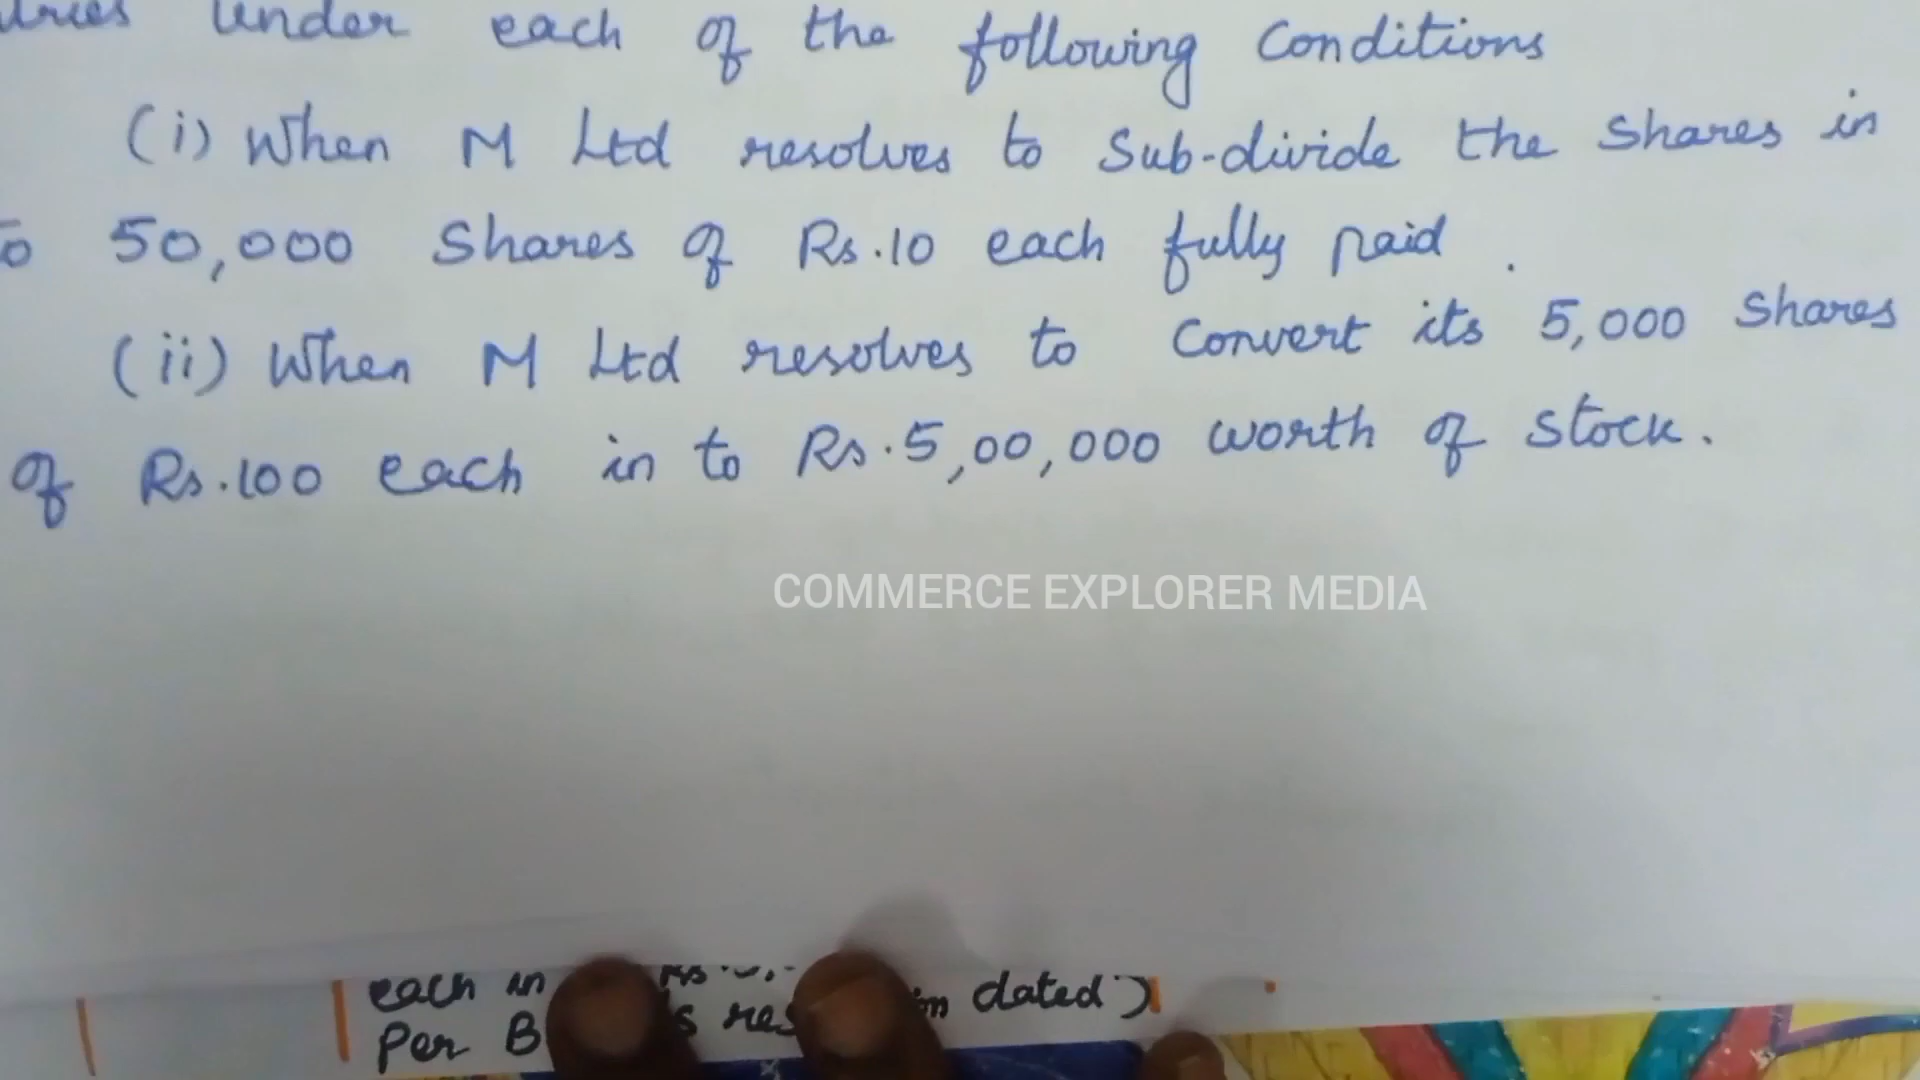 under each of the following Conditions
(i) When M Ltd resolves to Sub-divide the Shares in
to 50,000 Shares of Rs.10 each fully paid.
(ii) When M Ltd resolves to Convert its 5,000 Shares
of Rs.100 each in to Rs.5,00,000 worth of Stock.
COMMERCE EXPLORER MEDIA
each in
dated)
Per